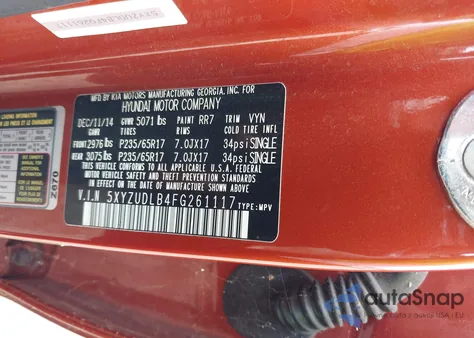 MFD BY KIA MOTORS MANUFACTURING GEORGIA, INC. FOR
HYUNDAI MOTOR COMPANY
DEC/11/14 GVWR 5071 lbs PAINT RR7 TRIM VYN
GAWR COLD TIRE INFL.
FRONT 2976 lbs P235/65R17 7.0JX17 34psi SINGLE
REAR 3075 lbs P235/65R17 7.0JX17 34psi SINGLE
THIS VEHICLE CONFORMS TO ALL
APPLICABLE U.S.A. FEDERAL
MOTOR VEHICLE SAFETY, BUMPER, AND
THEFT PREVENTION STANDARDS IN EFFECT ON
THE DATE OF MANUFACTURE SHOWN ABOVE.
V.I.N 5XYZUDLB4FG261117 TYPE:MPV
2670
autoSnap